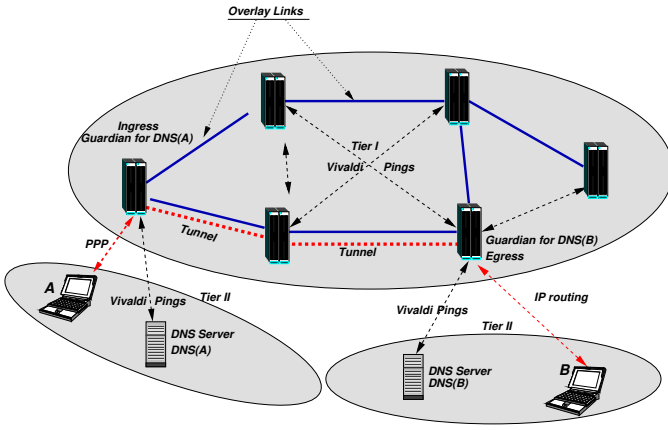 Overlay Links
Ingress
Guardian for DNS(A)
Tier I
Vivaldi Pings
Tunnel
Tunnel
Guardian for DNS(B)
Egress
PPP
A
Vivaldi Pings
Tier II
DNS Server
DNS(A)
Vivaldi Pings
IP routing
Tier II
DNS Server
DNS(B)
B